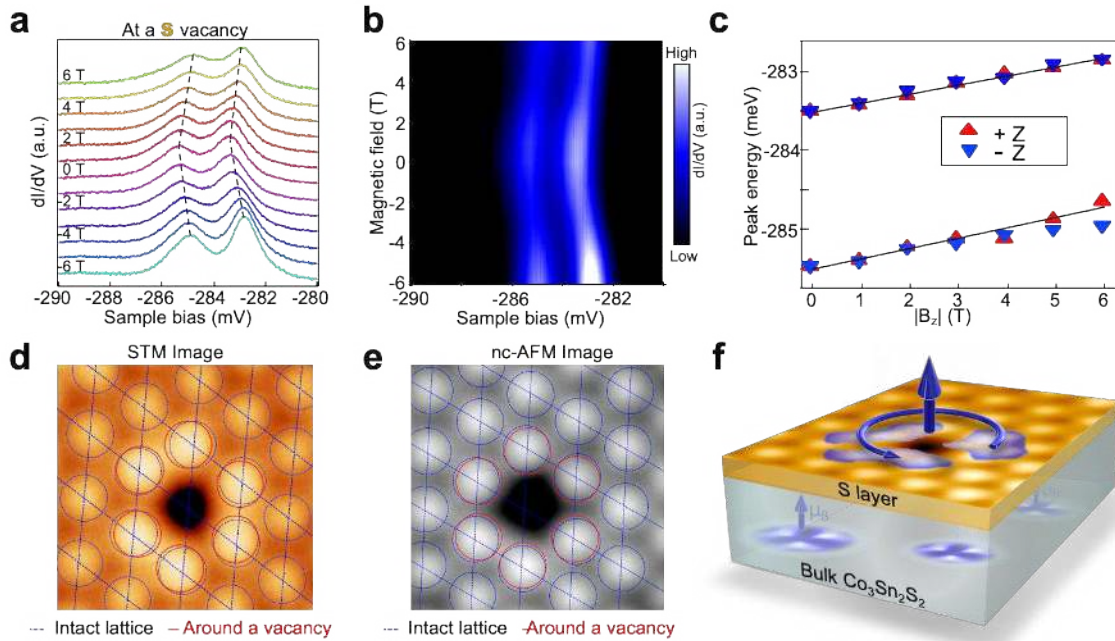 a
At a S vacancy
6 T
4 T
2 T
0 T
-2 T
-4 T
-6 T
dI/dV (a.u.)
-290 -288 -286 -284 -282 -280
Sample bias (mV)
b
6
4
2
0
-2
-4
-6
Magnetic field (T)
-290 -286 -282
Sample bias (mV)
High
dI/dV (a.u.)
Low
c
-283
-284
-285
Peak energy (meV)
+ Z
- Z
0 1 2 3 4 5 6
|Bz| (T)
d
STM Image
Intact lattice
Around a vacancy
e
nc-AFM Image
Intact lattice
Around a vacancy
f
S layer
μB
Bulk Co3Sn2S2